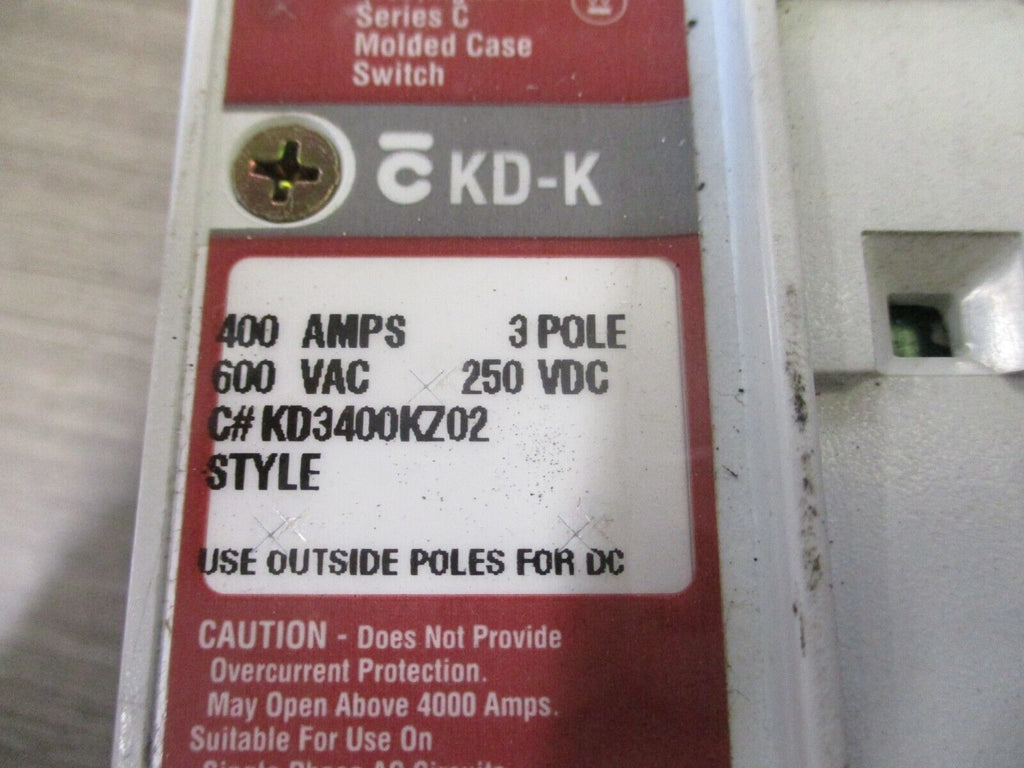 Series C
Molded Case
Switch
C KD-K
400 AMPS 3 POLE
600 VAC 250 VDC
C# KD3400KZ02
STYLE
USE OUTSIDE POLES FOR DC
CAUTION - Does Not Provide
Overcurrent Protection.
May Open Above 4000 Amps.
Suitable For Use On